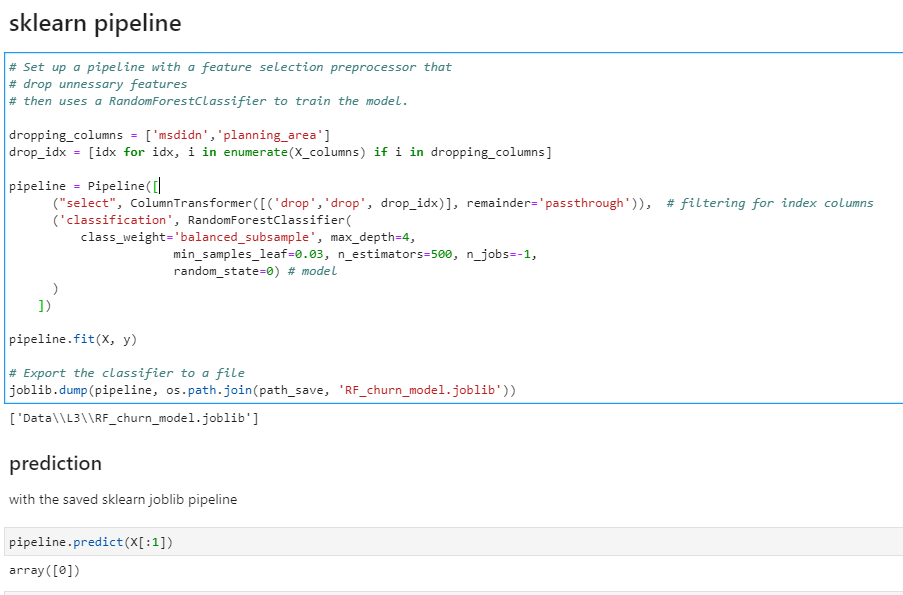 sklearn pipeline
# Set up a pipeline with a feature selection preprocessor that
# drop unnessary features
# then uses a RandomForestClassifier to train the model.
dropping_columns = ['msdidn','planning_area']
drop_idx = [idx for idx, i in enumerate(X_columns) if i in dropping_columns]
pipeline = Pipeline([
("select", ColumnTransformer([('drop','drop', drop_idx)], remainder='passthrough')),  # filtering for index columns
('classification', RandomForestClassifier(
class_weight='balanced_subsample', max_depth=4,
min_samples_leaf=0.03, n_estimators=500, n_jobs=-1,
random_state=0) # model
)
])
pipeline.fit(X, y)
# Export the classifier to a file
joblib.dump(pipeline, os.path.join(path_save, 'RF_churn_model.joblib'))
['Data\\L3\\RF_churn_model.joblib']
prediction
with the saved sklearn joblib pipeline
pipeline.predict(X[:1])
array([0])